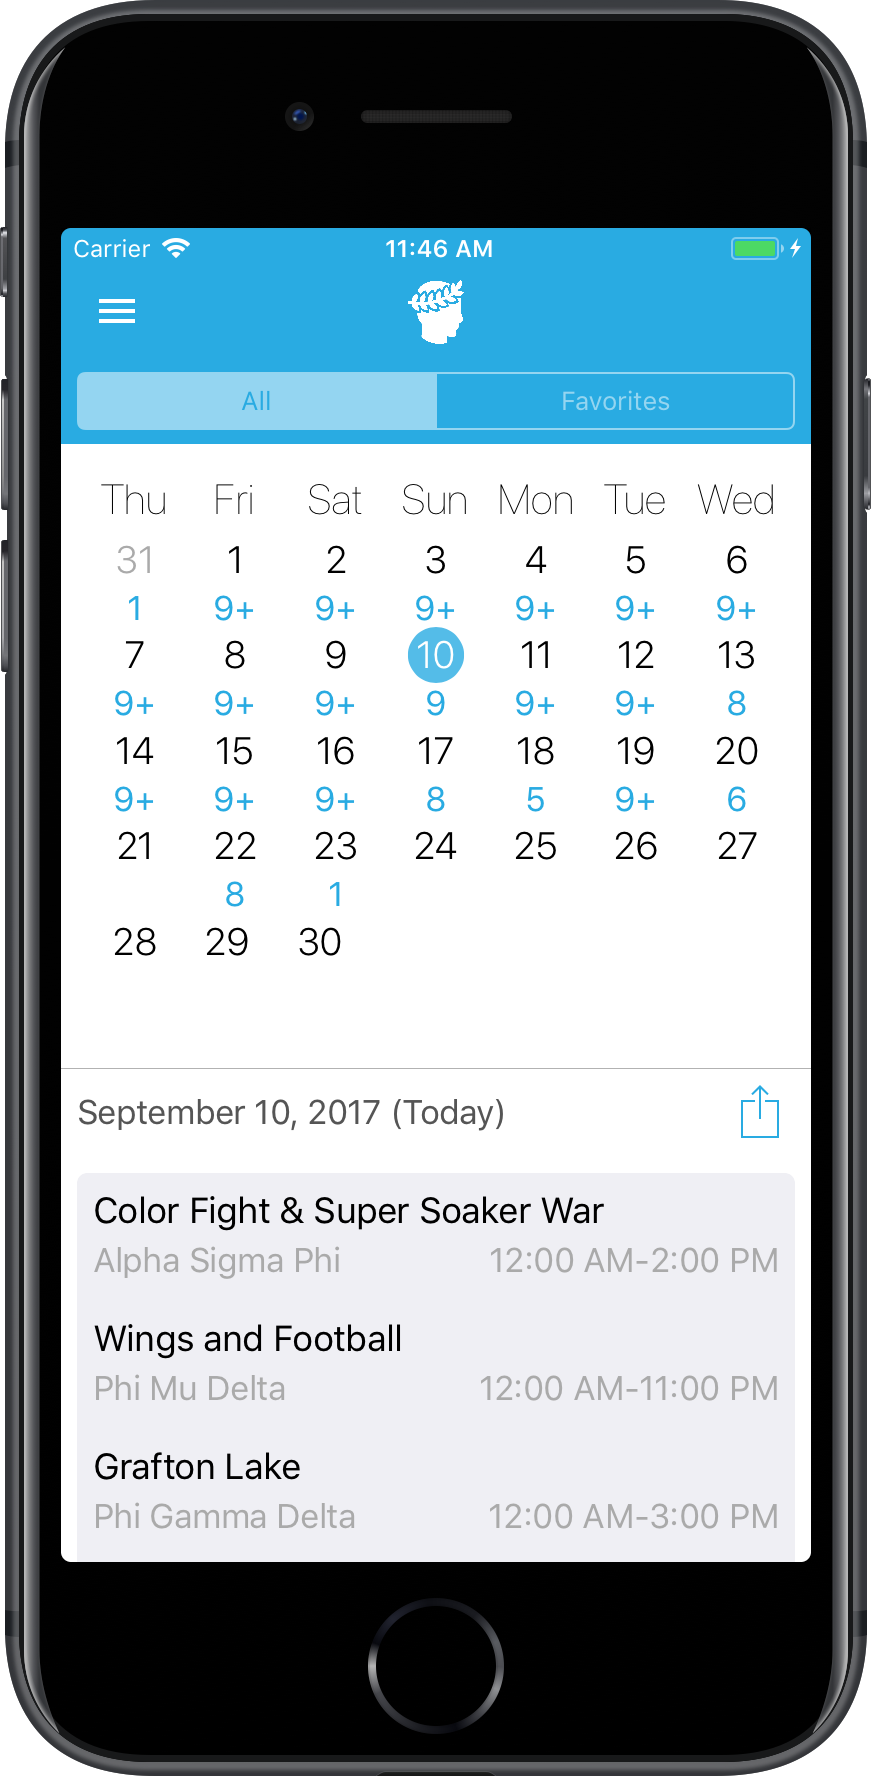 Carrier 11:46 AM
All Favorites
Thu Fri Sat Sun Mon Tue Wed
31 1 2 3 4 5 6
1 9+ 9+ 9+ 9+ 9+ 9+
7 8 9 10 11 12 13
9+ 9+ 9+ 9 9+ 9+ 8
14 15 16 17 18 19 20
9+ 9+ 9+ 8 5 9+ 6
21 22 23 24 25 26 27
8 1
28 29 30
September 10, 2017 (Today)
Color Fight & Super Soaker War
Alpha Sigma Phi 12:00 AM-2:00 PM
Wings and Football
Phi Mu Delta 12:00 AM-11:00 PM
Grafton Lake
Phi Gamma Delta 12:00 AM-3:00 PM